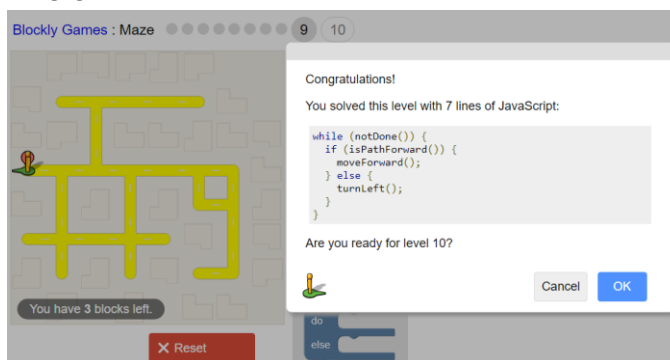 Blockly Games : Maze 9 10
Congratulations!
You solved this level with 7 lines of JavaScript:
while (notDone()) {
  if (isPathForward()) {
    moveForward();
  } else {
    turnLeft();
  }
}
Are you ready for level 10?
Cancel OK
You have 3 blocks left.
Reset
do
else